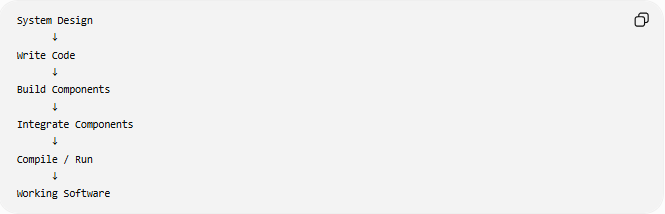 System Design
↓
Write Code
↓
Build Components
↓
Integrate Components
↓
Compile / Run
↓
Working Software